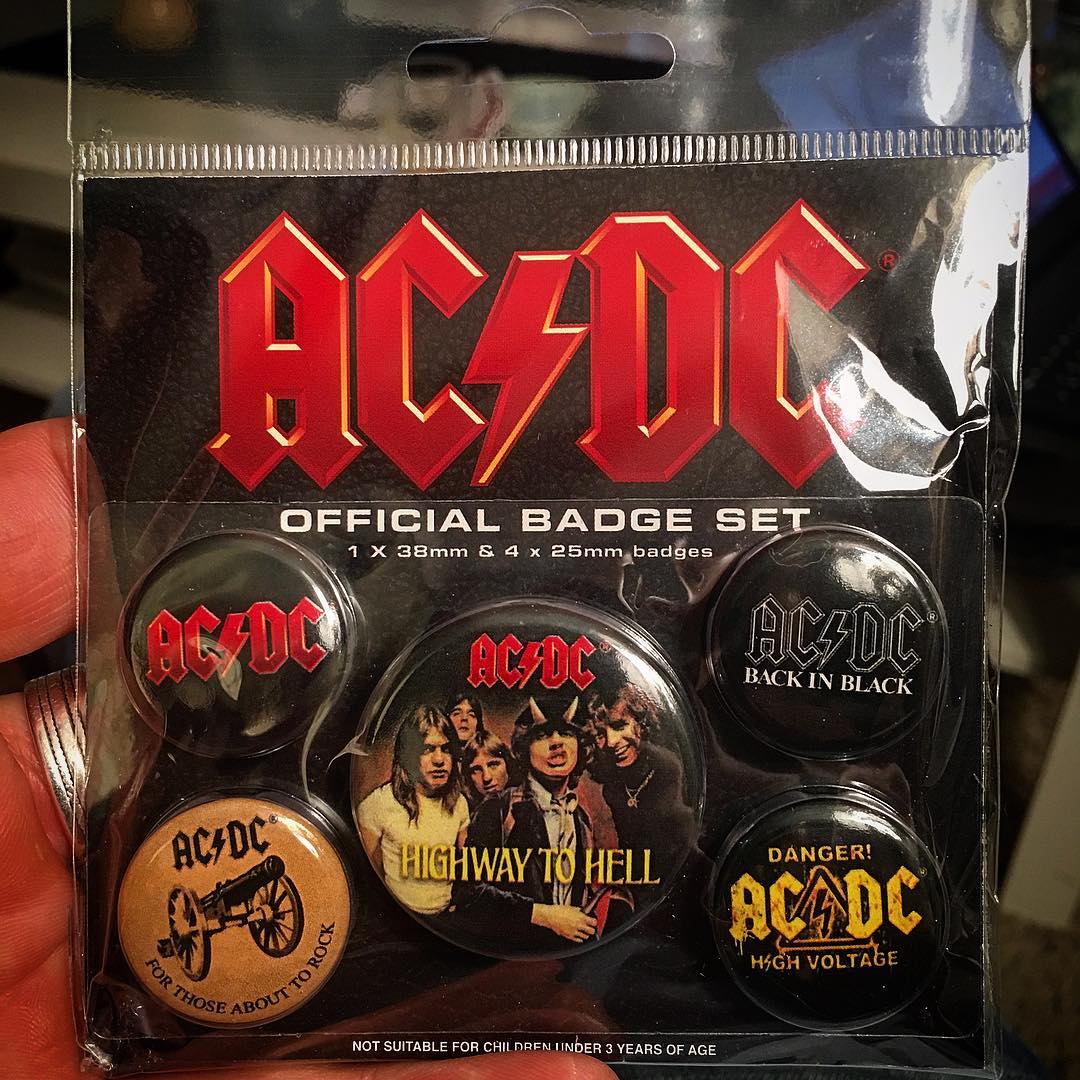 AC⚡DC®
OFFICIAL BADGE SET
1 X 38mm & 4 x 25mm badges
AC⚡DC
AC⚡DC®
HIGHWAY TO HELL
AC⚡DC®
BACK IN BLACK
AC⚡DC®
FOR THOSE ABOUT TO ROCK
DANGER!
AC⚡DC®
H⚡GH VOLTAGE
NOT SUITABLE FOR CHILDREN UNDER 3 YEARS OF AGE